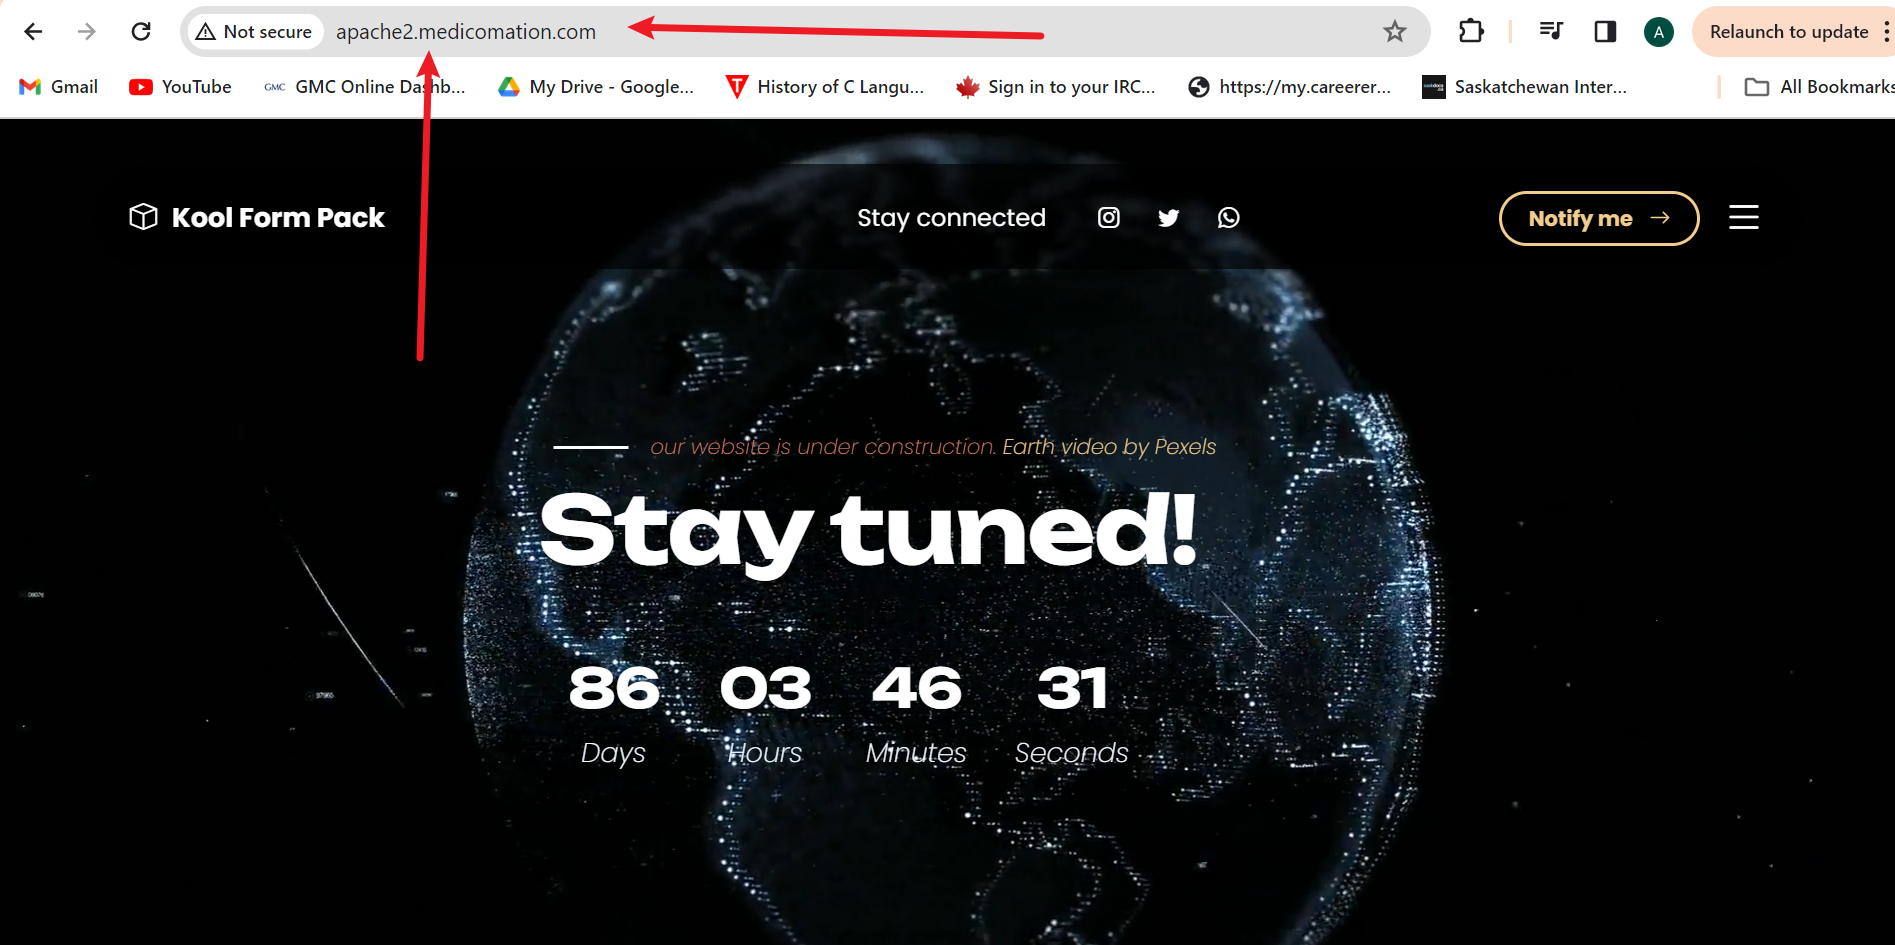 Not secure apache2.medicomation.com A Relaunch to update
Gmail YouTube GMC GMC Online Dashb... My Drive - Google... T History of C Langu... Sign in to your IRC... https://my.careerer... Saskatchewan Inter... All Bookmarks
Kool Form Pack Stay connected Notify me →
our website is under construction. Earth video by Pexels
Stay tuned!
86 03 46 31
Days Hours Minutes Seconds